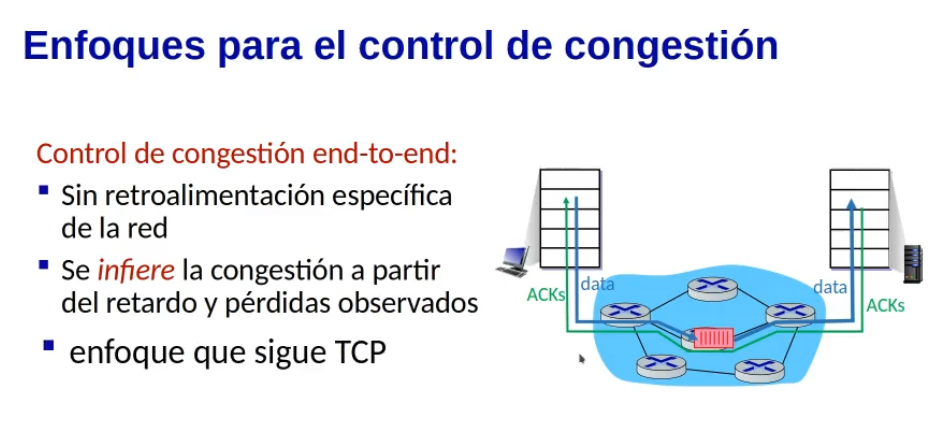 Enfoques para el control de congestión
Control de congestión end-to-end:
Sin retroalimentación específica
de la red
Se infiere la congestión a partir
del retardo y pérdidas observados
enfoque que sigue TCP
ACKs
data
data
ACKs